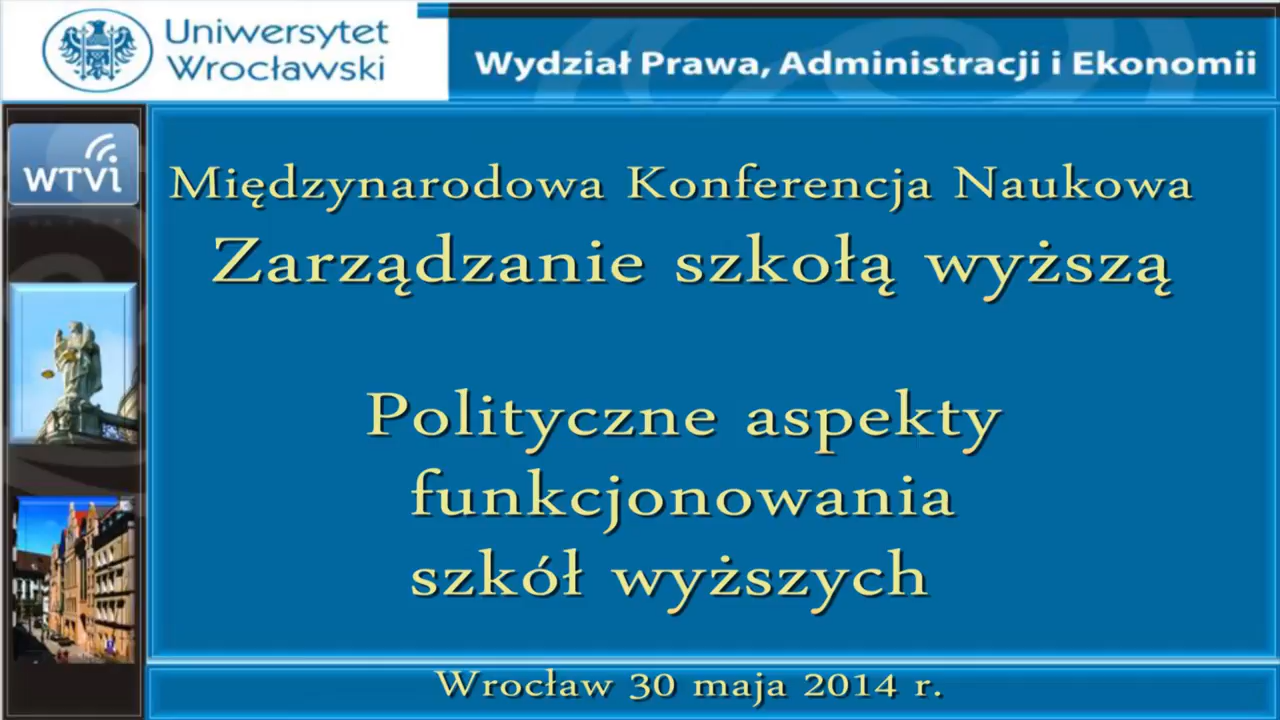 Uniwersytet
Wrocławski
Wydział Prawa, Administracji i Ekonomii
WTVi
Międzynarodowa Konferencja Naukowa
Zarządzanie szkołą wyższą
Polityczne aspekty
funkcjonowania
szkół wyższych
Wrocław 30 maja 2014 r.